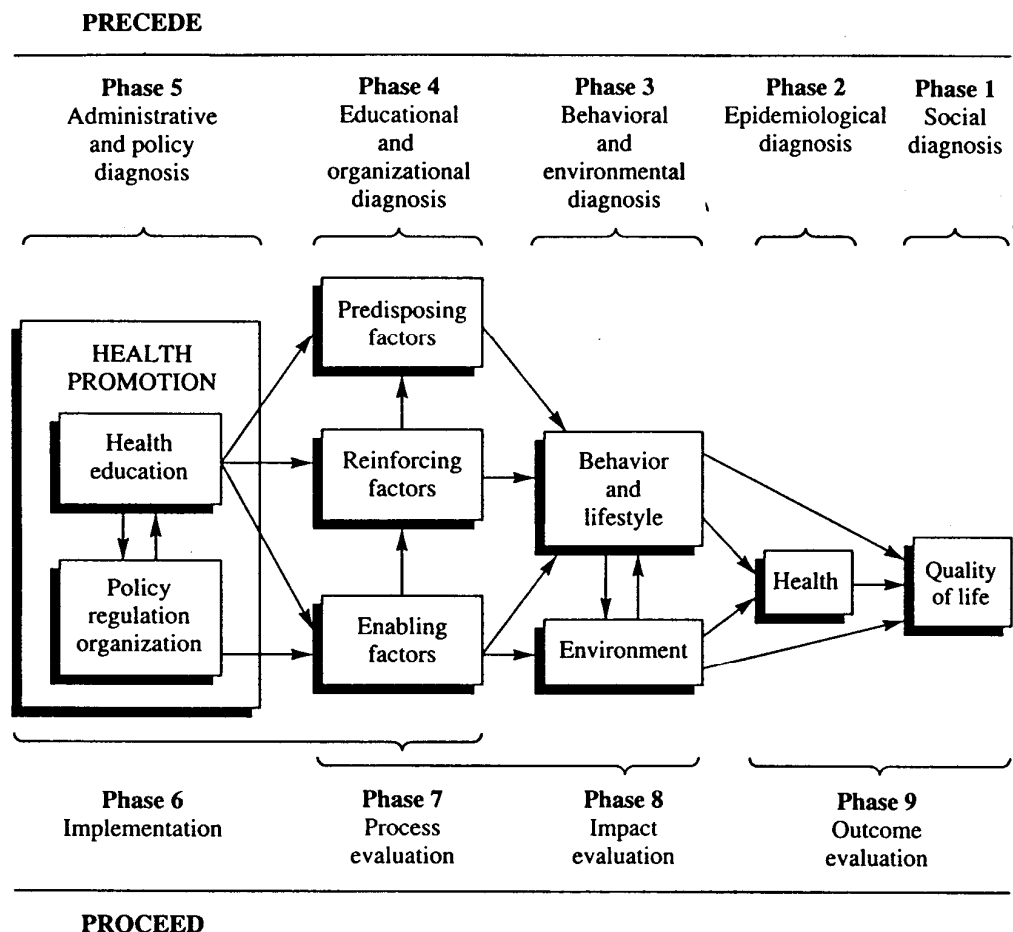 PRECEDE
Phase 5
Administrative
and policy
diagnosis
Phase 4
Educational
and
organizational
diagnosis
Phase 3
Behavioral
and
environmental
diagnosis
Phase 2
Epidemiological
diagnosis
Phase 1
Social
diagnosis
HEALTH
PROMOTION
Health
education
Policy
regulation
organization
Predisposing
factors
Reinforcing
factors
Enabling
factors
Behavior
and
lifestyle
Environment
Health
Quality
of life
Phase 6
Implementation
Phase 7
Process
evaluation
Phase 8
Impact
evaluation
Phase 9
Outcome
evaluation
PROCEED